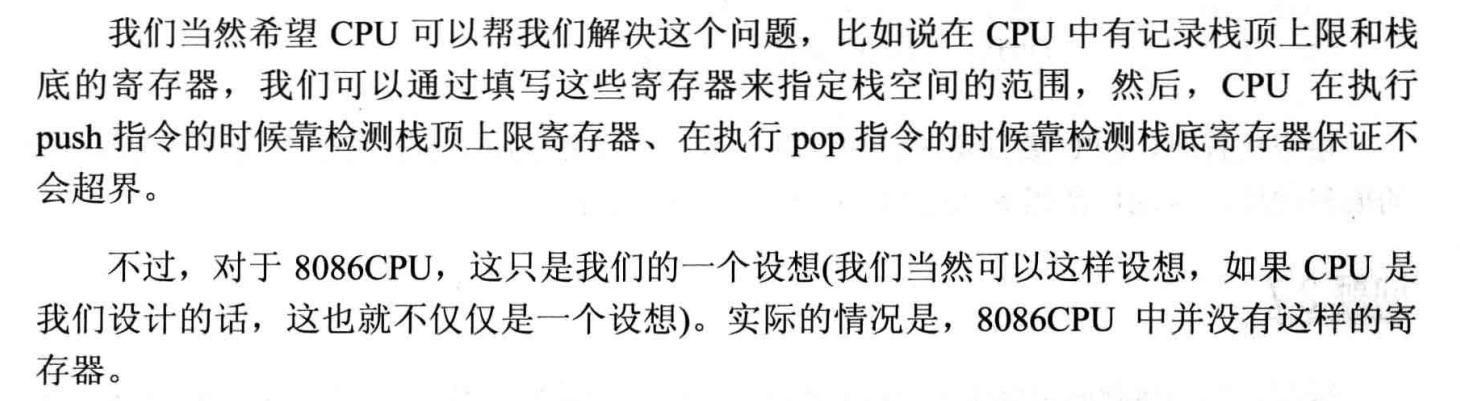 我们当然希望 CPU 可以帮我们解决这个问题，比如说在 CPU 中有记录栈顶上限和栈
底的寄存器，我们可以通过填写这些寄存器来指定栈空间的范围，然后，CPU 在执行
push 指令的时候靠检测栈顶上限寄存器、在执行 pop 指令的时候靠检测栈底寄存器保证不
会超界。
不过，对于 8086CPU，这只是我们的一个设想(我们当然可以这样设想，如果 CPU 是
我们设计的话，这也就不仅仅是一个设想)。实际的情况是，8086CPU 中并没有这样的寄
存器。